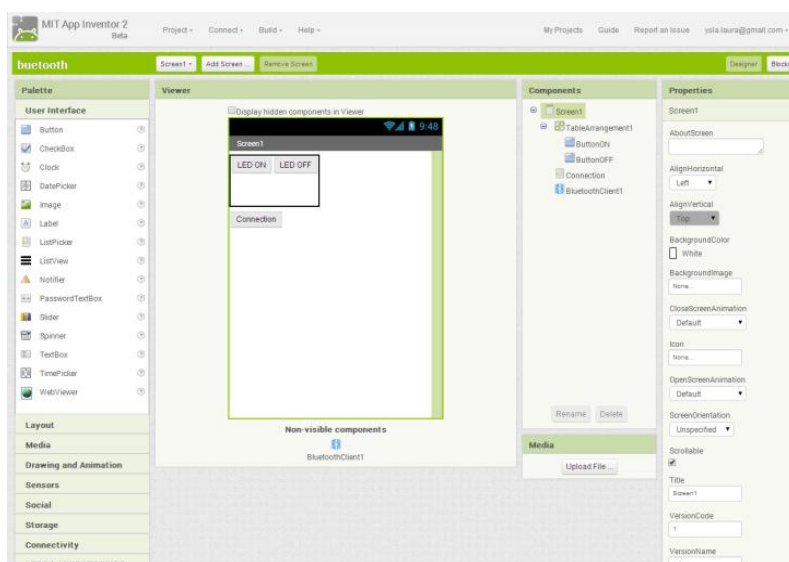 MIT App Inventor 2
Beta
Project Connect Build Help
My Projects Guide Report an Issue yola.laura@gmail.com
buetooth
Screen1 Add Screen ... Remove Screen
Designer Blocks
Palette
User Interface
Button
CheckBox
Clock
DatePicker
Image
Label
ListPicker
ListView
Notifier
PasswordTextBox
Slider
Spinner
TextBox
TimePicker
WebViewer
Layout
Media
Drawing and Animation
Sensors
Social
Storage
Connectivity
Viewer
Display hidden components in Viewer
9:48
Screen1
LED ON LED OFF
Connection
Non-visible components
BluetoothClient1
Components
Screen1
TableArrangement1
ButtonON
ButtonOFF
Connection
BluetoothClient1
Rename Delete
Media
Upload File ...
Properties
Screen1
AboutScreen
AlignHorizontal
Left
AlignVertical
Top
BackgroundColor
White
BackgroundImage
None...
CloseScreenAnimation
Default
Icon
None...
OpenScreenAnimation
Default
ScreenOrientation
Unspecified
Scrollable
Title
Screen1
VersionCode
1
VersionName